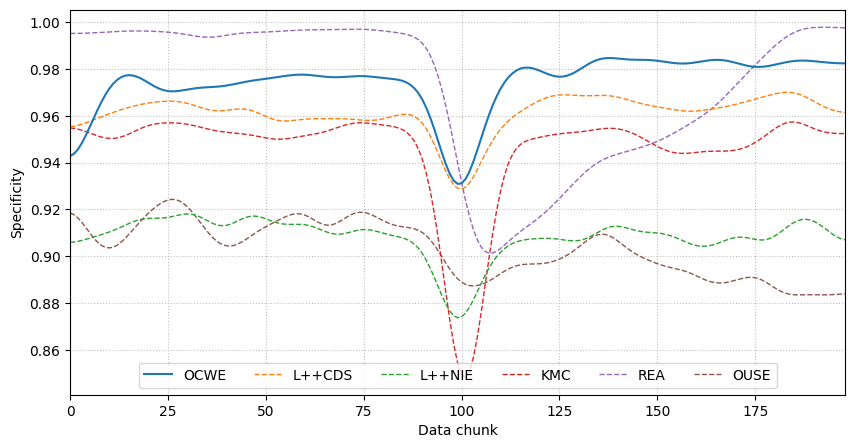 1.00
0.98
0.96
0.94
0.92
0.90
0.88
0.86
Specificity
OCWE L++CDS L++NIE KMC REA OUSE
0 25 50 75 100 125 150 175
Data chunk